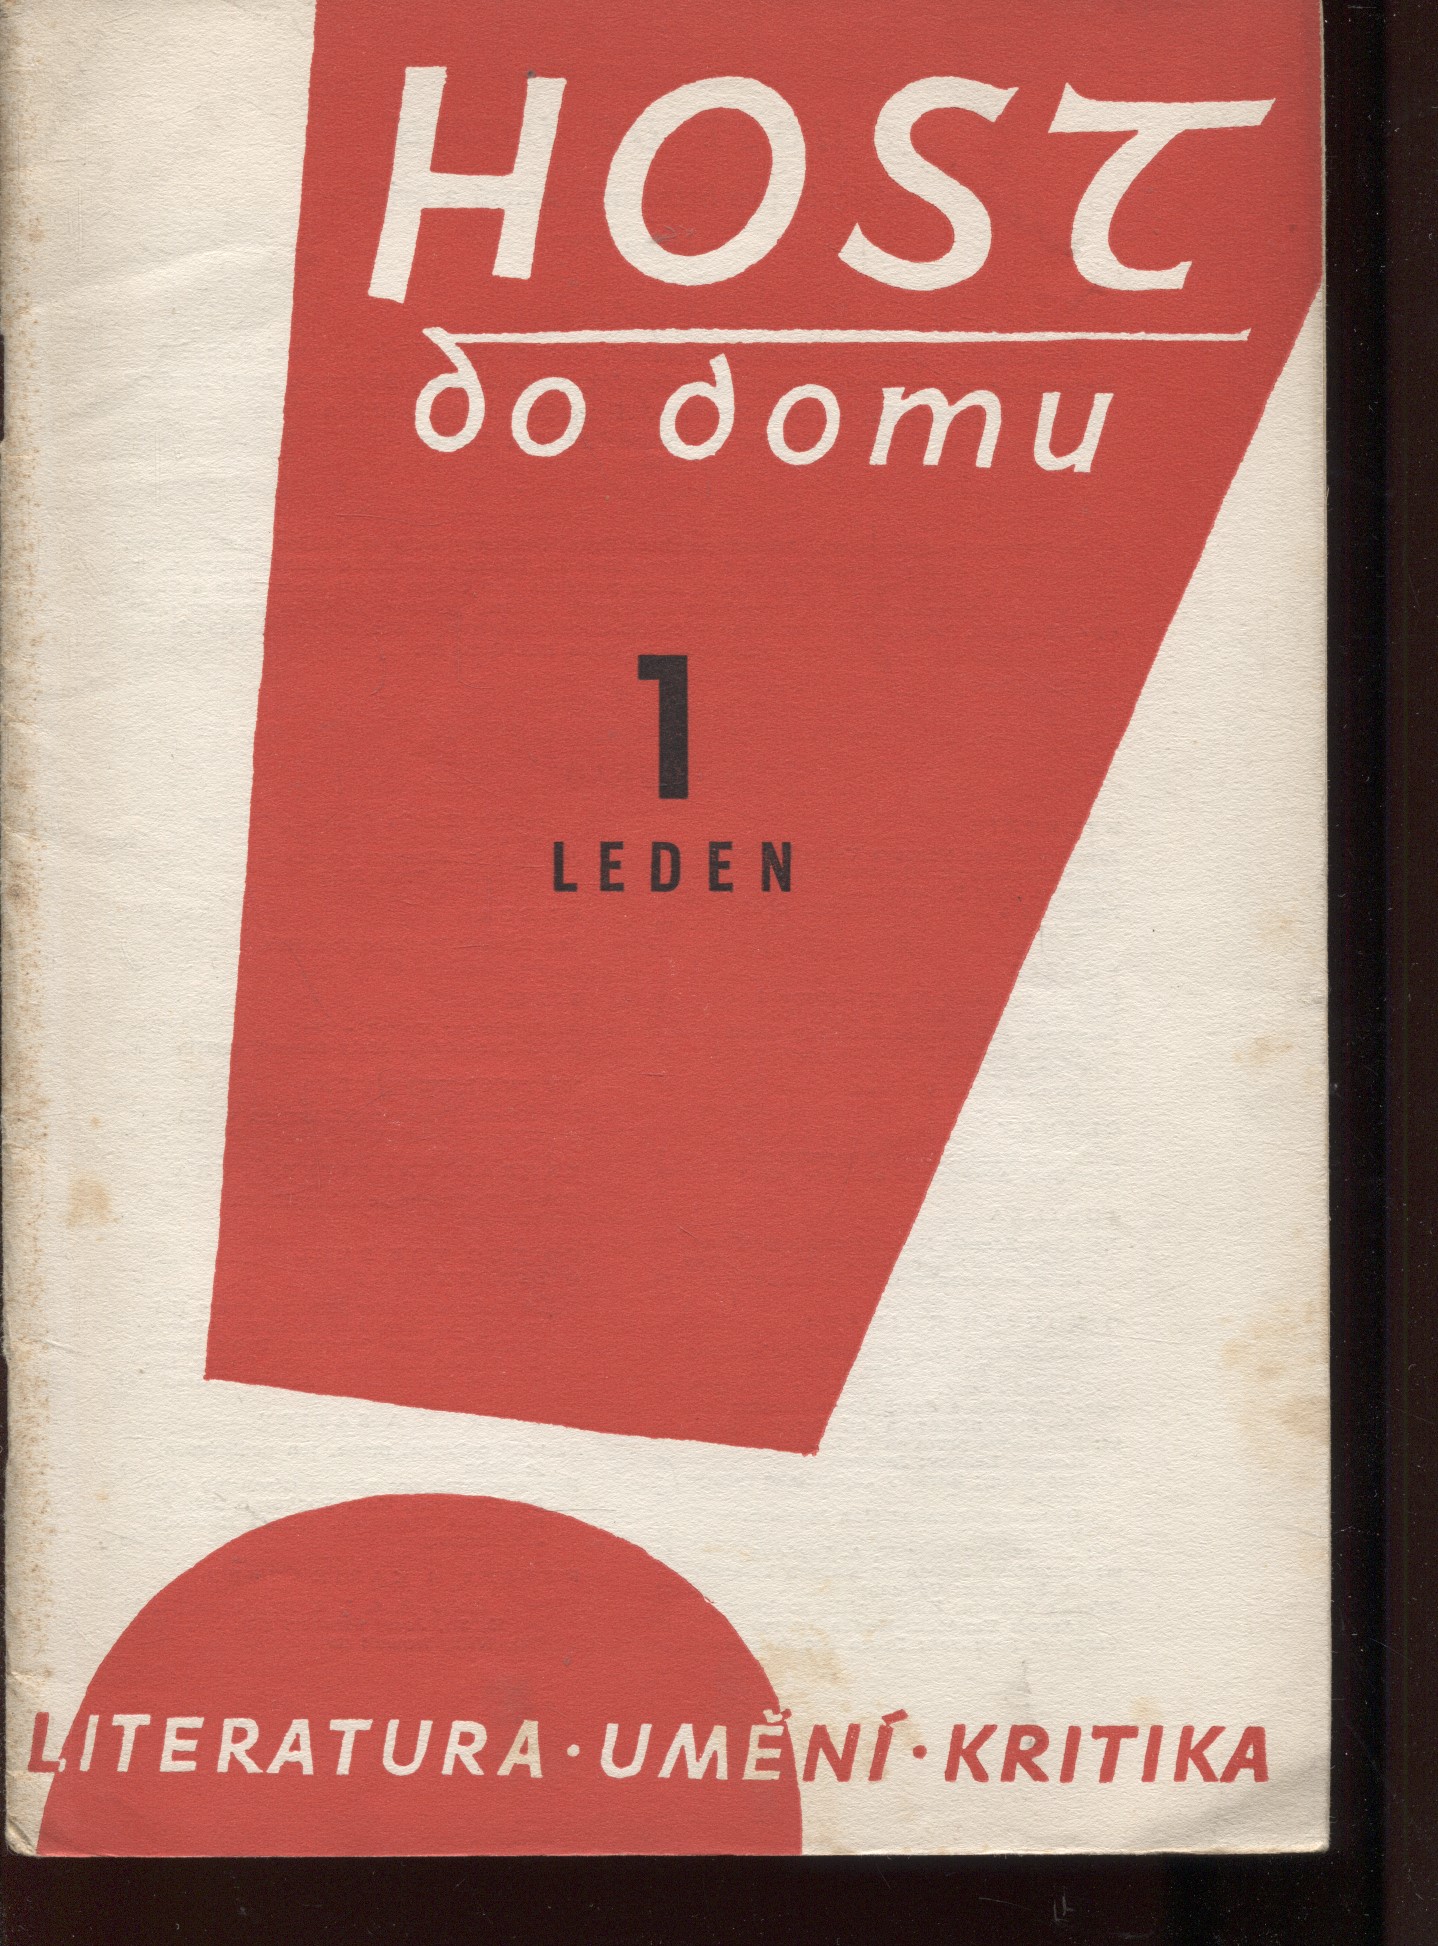 HOST
do domu
1
LEDEN
LITERATURA · UMĚNÍ · KRITIKA